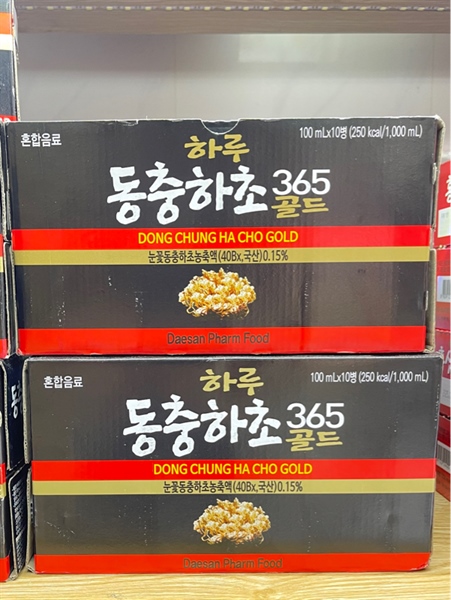 혼합음료
100 mLx10병 (250 kcal/1,000 mL)
하루
동충하초 365
골드
DONG CHUNG HA CHO GOLD
눈꽃동충하초농축액(40Bx,국산)0.15%
Daesan Pharm Food
혼합음료
100 mLx10병 (250 kcal/1,000 mL)
하루
동충하초 365
골드
DONG CHUNG HA CHO GOLD
눈꽃동충하초농축액(40Bx,국산)0.15%
Daesan Pharm Food